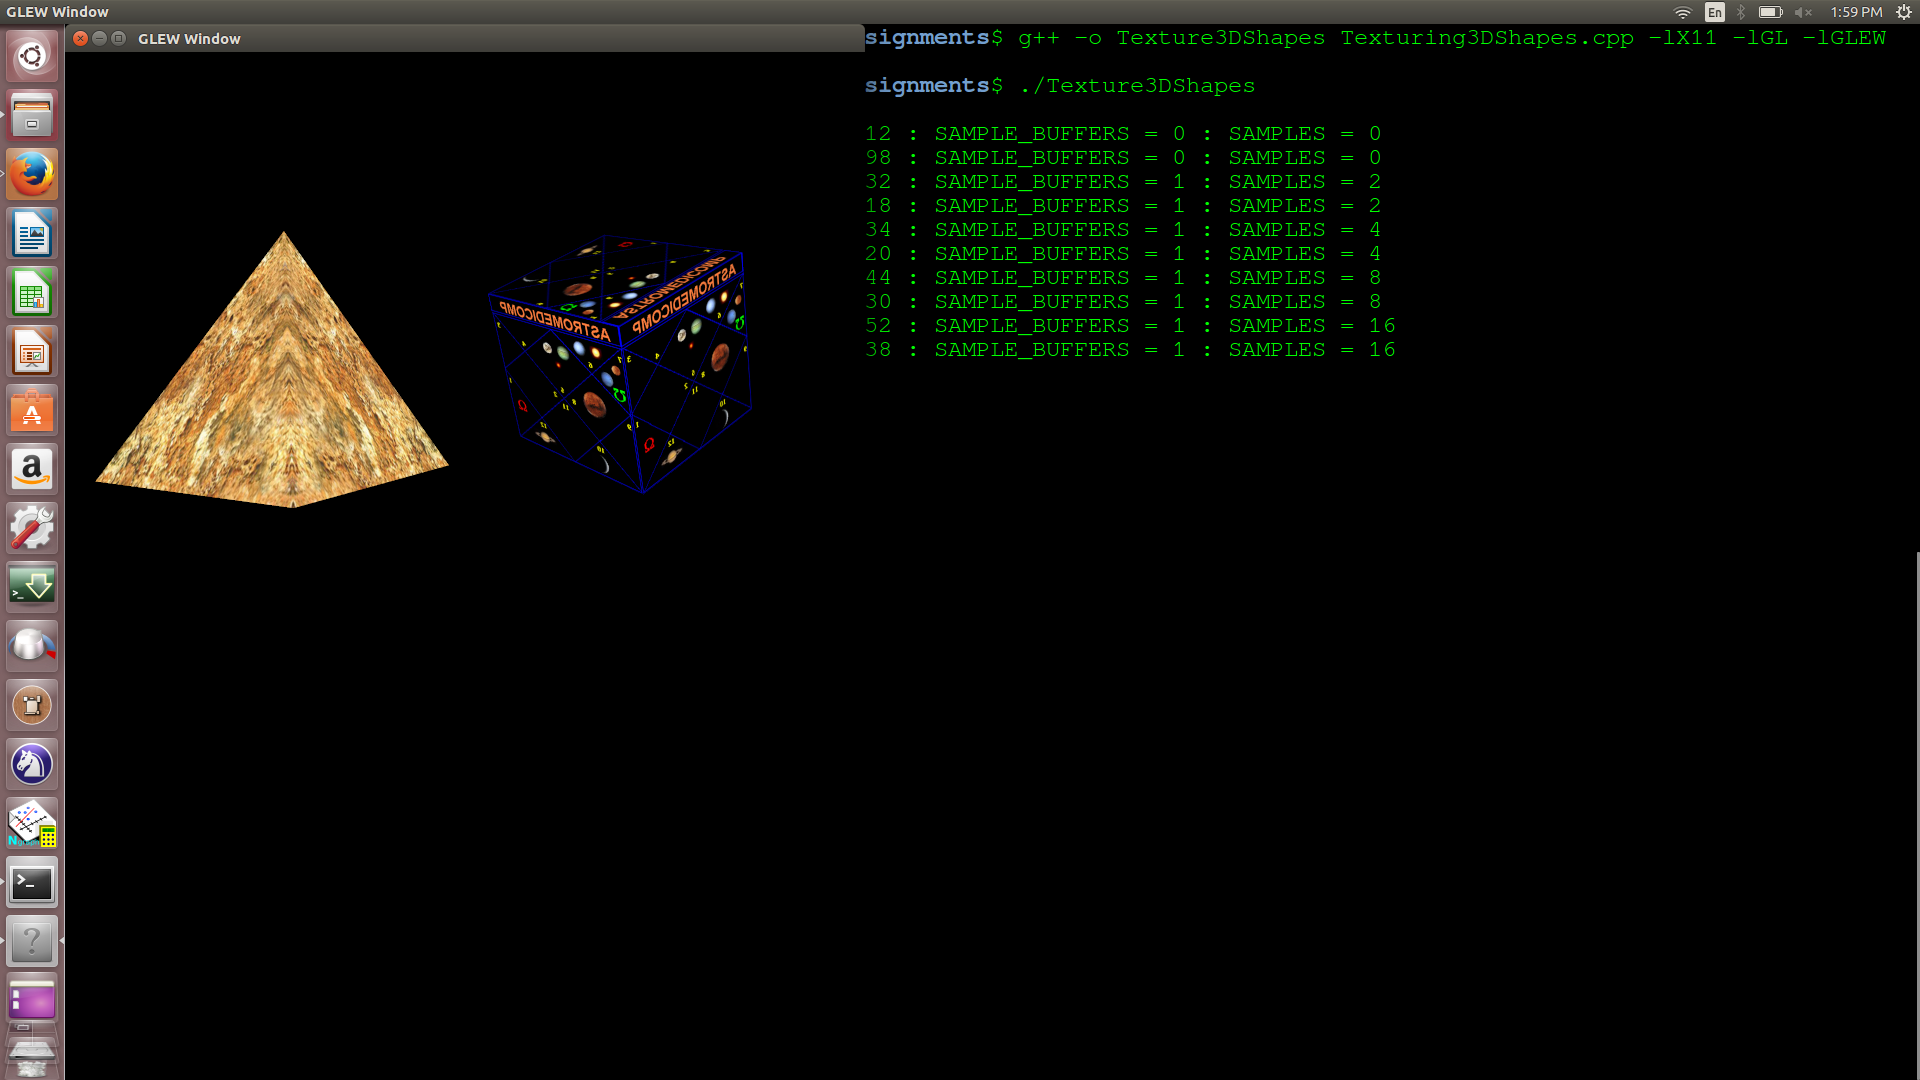 GLEW Window
En
1:59 PM
GLEW Window
signments$ g++ -o Texture3DShapes Texturing3DShapes.cpp -lX11 -lGL -lGLEW
signments$ ./Texture3DShapes
12 : SAMPLE_BUFFERS = 0 : SAMPLES = 0
98 : SAMPLE_BUFFERS = 0 : SAMPLES = 0
32 : SAMPLE_BUFFERS = 1 : SAMPLES = 2
18 : SAMPLE_BUFFERS = 1 : SAMPLES = 2
34 : SAMPLE_BUFFERS = 1 : SAMPLES = 4
20 : SAMPLE_BUFFERS = 1 : SAMPLES = 4
44 : SAMPLE_BUFFERS = 1 : SAMPLES = 8
30 : SAMPLE_BUFFERS = 1 : SAMPLES = 8
52 : SAMPLE_BUFFERS = 1 : SAMPLES = 16
38 : SAMPLE_BUFFERS = 1 : SAMPLES = 16
ASTROMEDICOMP
ASTROMEDICOMP
ASTROMEDICOMP